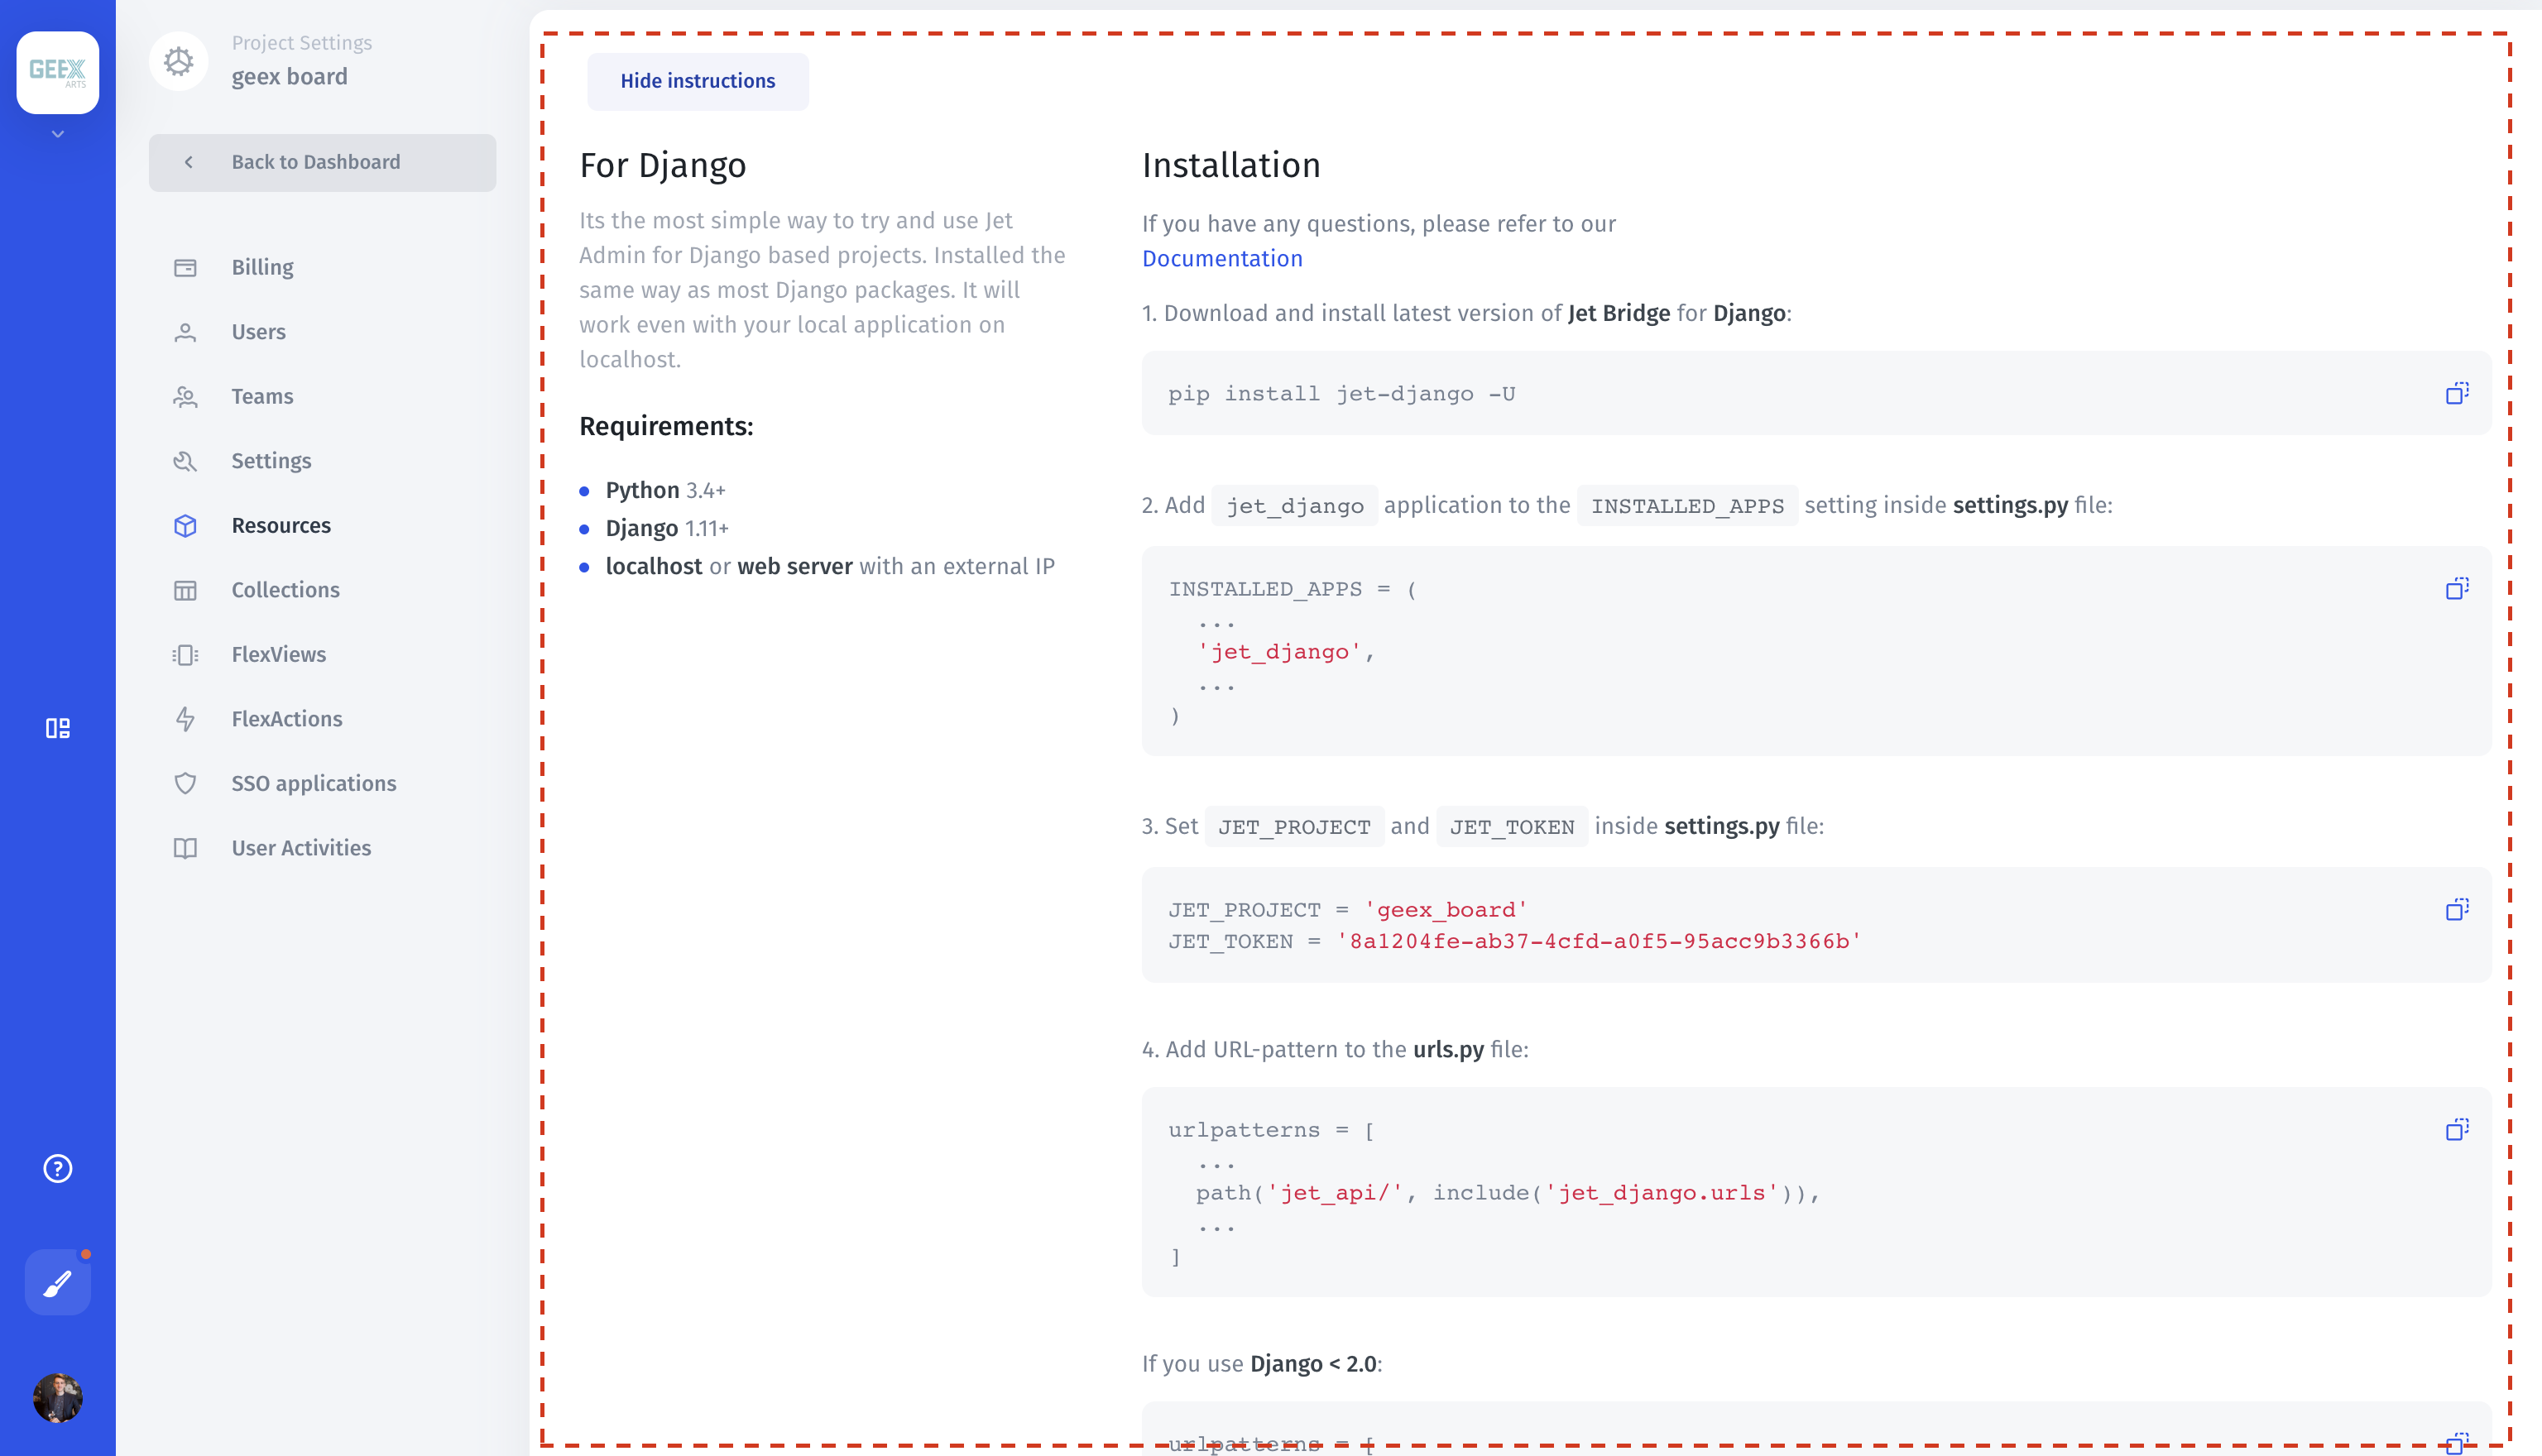 GEEX
ARTS
Project Settings
geex board
Back to Dashboard
Billing
Users
Teams
Settings
Resources
Collections
FlexViews
FlexActions
SSO applications
User Activities
?
Hide instructions
For Django
Its the most simple way to try and use Jet
Admin for Django based projects. Installed the
same way as most Django packages. It will
work even with your local application on
localhost.
Requirements:
Python 3.4+
Django 1.11+
localhost or web server with an external IP
Installation
If you have any questions, please refer to our
Documentation
1. Download and install latest version of Jet Bridge for Django:
pip install jet-django -U
2. Add jet_django application to the INSTALLED_APPS setting inside settings.py file:
INSTALLED_APPS = (
...
'jet_django',
...
)
3. Set JET_PROJECT and JET_TOKEN inside settings.py file:
JET_PROJECT = 'geex_board'
JET_TOKEN = '8a1204fe-ab37-4cfd-a0f5-95acc9b3366b'
4. Add URL-pattern to the urls.py file:
urlpatterns = [
...
path('jet_api/', include('jet_django.urls')),
...
]
If you use Django < 2.0:
urlpatterns = [